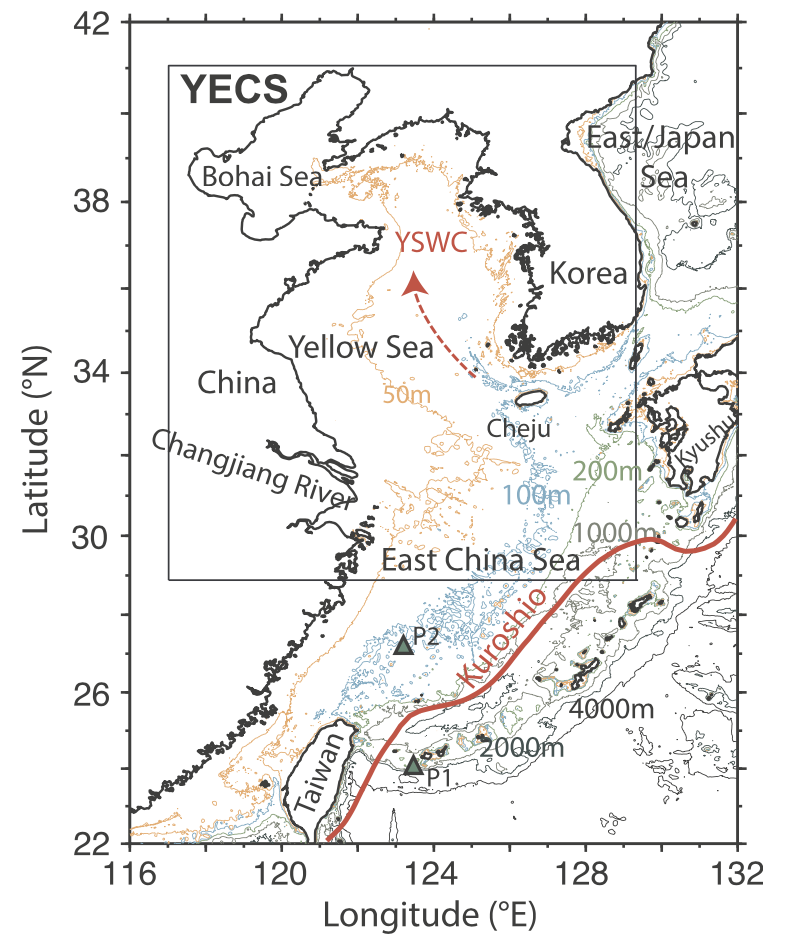 42
YECS
East/Japan
Sea
Bohai Sea
38
YSWC
Korea
Yellow Sea
34
China
50m
Cheju
Kyushu
Changjiang River
200m
100m
1000m
30
East China Sea
Kuroshio
P2
26
4000m
2000m
Taiwan
P1
22
116
120
124
128
132
Latitude (°N)
Longitude (°E)